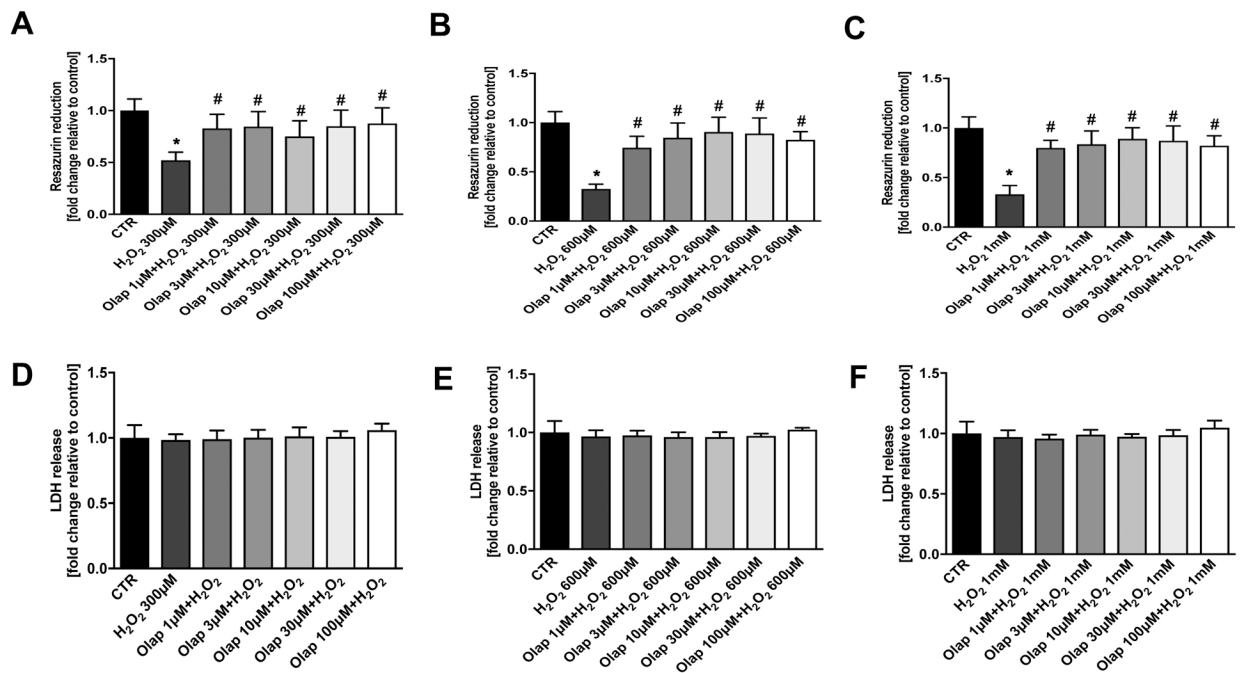 A
Resazurin reduction
[fold change relative to control]
1.5
1.0
0.5
0.0
*
#
#
#
#
#
CTR
H₂O₂ 300µM
Olap 1µM+H₂O₂ 300µM
Olap 3µM+H₂O₂ 300µM
Olap 10µM+H₂O₂ 300µM
Olap 30µM+H₂O₂ 300µM
Olap 100µM+H₂O₂ 300µM
B
Resazurin reduction
[fold change relative to control]
1.5
1.0
0.5
0.0
*
#
#
#
#
#
CTR
H₂O₂ 600µM
Olap 1µM+H₂O₂ 600µM
Olap 3µM+H₂O₂ 600µM
Olap 10µM+H₂O₂ 600µM
Olap 30µM+H₂O₂ 600µM
Olap 100µM+H₂O₂ 600µM
C
Resazurin reduction
[fold change relative to control]
1.5
1.0
0.5
0.0
*
#
#
#
#
#
CTR
H₂O₂ 1mM
Olap 1µM+H₂O₂ 1mM
Olap 3µM+H₂O₂ 1mM
Olap 10µM+H₂O₂ 1mM
Olap 30µM+H₂O₂ 1mM
Olap 100µM+H₂O₂ 1mM
D
LDH release
[fold change relative to control]
1.5
1.0
0.5
0.0
CTR
H₂O₂ 300µM
Olap 1µM+H₂O₂
Olap 3µM+H₂O₂
Olap 10µM+H₂O₂
Olap 30µM+H₂O₂
Olap 100µM+H₂O₂
E
LDH release
[fold change relative to control]
1.5
1.0
0.5
0.0
CTR
H₂O₂ 600µM
Olap 1µM+H₂O₂ 600µM
Olap 3µM+H₂O₂ 600µM
Olap 10µM+H₂O₂ 600µM
Olap 30µM+H₂O₂ 600µM
Olap 100µM+H₂O₂ 600µM
F
LDH release
[fold change relative to control]
1.5
1.0
0.5
0.0
CTR
H₂O₂ 1mM
Olap 1µM+H₂O₂ 1mM
Olap 3µM+H₂O₂ 1mM
Olap 10µM+H₂O₂ 1mM
Olap 30µM+H₂O₂ 1mM
Olap 100µM+H₂O₂ 1mM